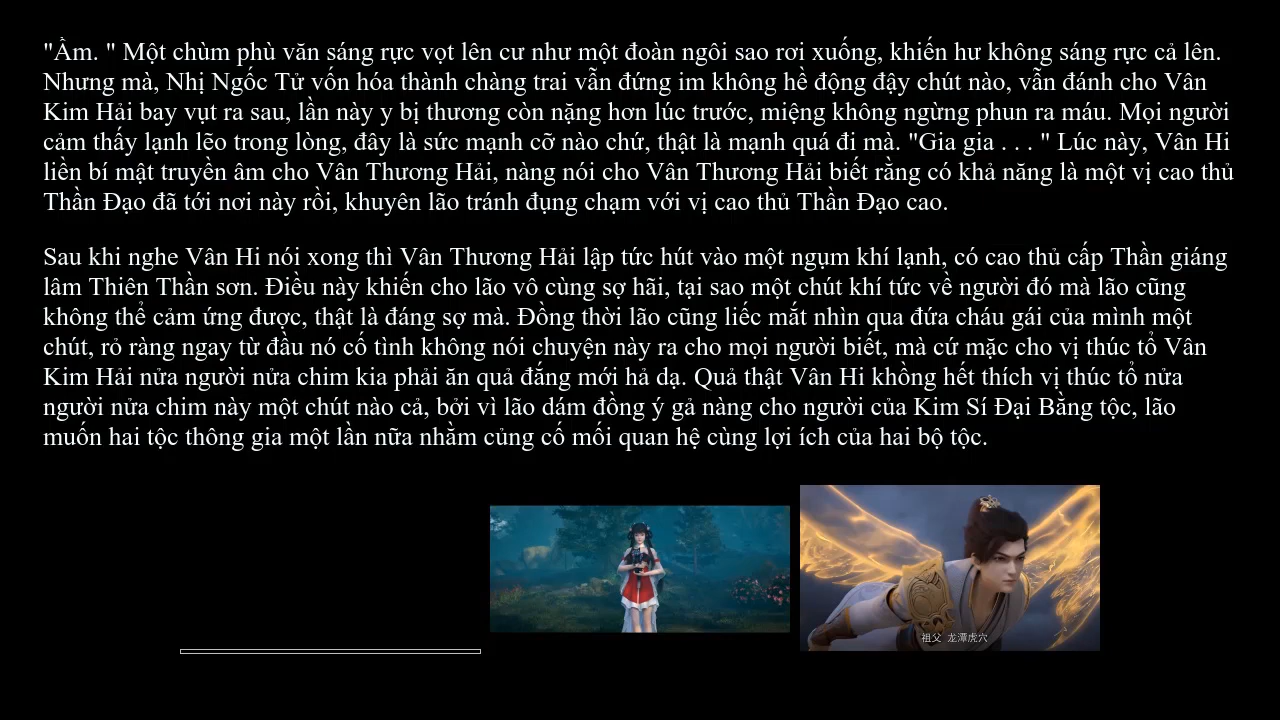 "Ầm. " Một chùm phù văn sáng rực vọt lên cư như một đoàn ngôi sao rơi xuống, khiến hư không sáng rực cả lên.
Nhưng mà, Nhị Ngốc Tử vốn hóa thành chàng trai vẫn đứng im không hề động đậy chút nào, vẫn đánh cho Vân
Kim Hải bay vụt ra sau, lần này y bị thương còn nặng hơn lúc trước, miệng không ngừng phun ra máu. Mọi người
cảm thấy lạnh lẽo trong lòng, đây là sức mạnh cỡ nào chứ, thật là mạnh quá đi mà. "Gia gia . . . " Lúc này, Vân Hi
liền bí mật truyền âm cho Vân Thương Hải, nàng nói cho Vân Thương Hải biết rằng có khả năng là một vị cao thủ
Thần Đạo đã tới nơi này rồi, khuyên lão tránh đụng chạm với vị cao thủ Thần Đạo cao.
Sau khi nghe Vân Hi nói xong thì Vân Thương Hải lập tức hút vào một ngụm khí lạnh, có cao thủ cấp Thần giáng
lâm Thiên Thần sơn. Điều này khiến cho lão vô cùng sợ hãi, tại sao một chút khí tức về người đó mà lão cũng
không thể cảm ứng được, thật là đáng sợ mà. Đồng thời lão cũng liếc mắt nhìn qua đứa cháu gái của mình một
chút, rỏ ràng ngay từ đầu nó cố tình không nói chuyện này ra cho mọi người biết, mà cứ mặc cho vị thúc tổ Vân
Kim Hải nửa người nửa chim kia phải ăn quả đắng mới hả dạ. Quả thật Vân Hi khồng hết thích vị thúc tổ nửa
người nửa chim này một chút nào cả, bởi vì lão dám đồng ý gả nàng cho người của Kim Sí Đại Bằng tộc, lão
muốn hai tộc thông gia một lần nữa nhằm củng cố mối quan hệ cùng lợi ích của hai bộ tộc.
祖父 龙潭虎穴